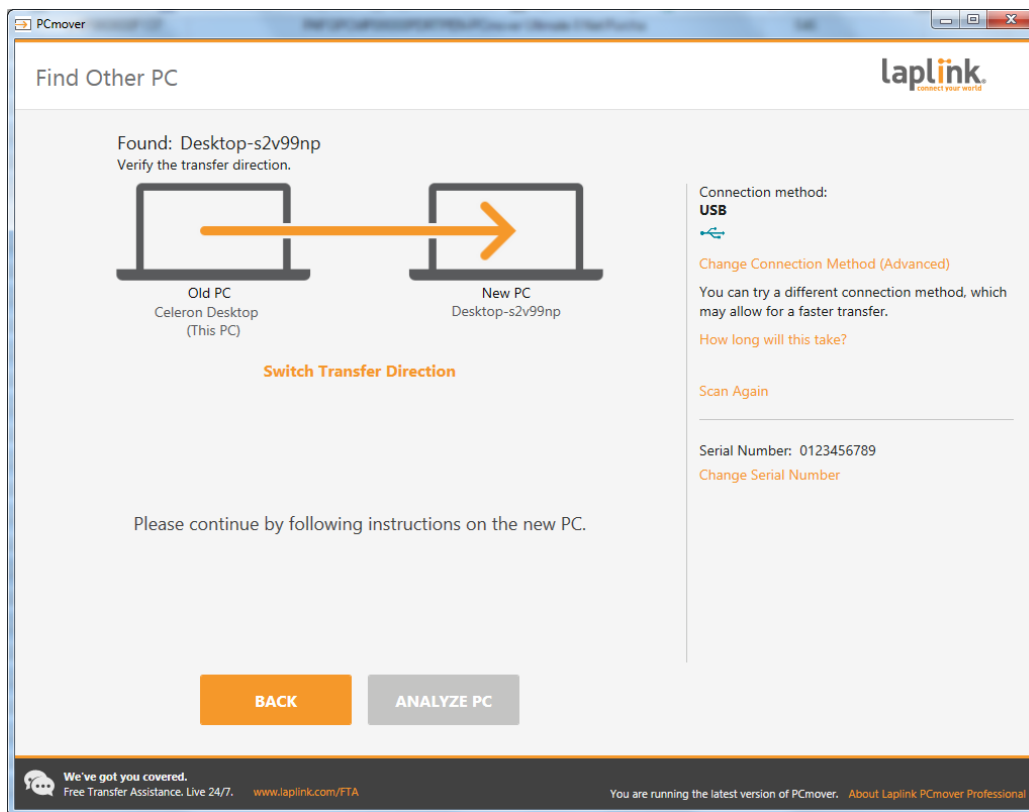 PCmover
Find Other PC
laplink.
connect your world
Found: Desktop-s2v99np
Verify the transfer direction.
Old PC
Celeron Desktop
(This PC)
New PC
Desktop-s2v99np
Switch Transfer Direction
Please continue by following instructions on the new PC.
Connection method:
USB
Change Connection Method (Advanced)
You can try a different connection method, which
may allow for a faster transfer.
How long will this take?
Scan Again
Serial Number: 0123456789
Change Serial Number
BACK
ANALYZE PC
We've got you covered.
Free Transfer Assistance. Live 24/7. www.laplink.com/FTA
You are running the latest version of PCmover. About Laplink PCmover Professional